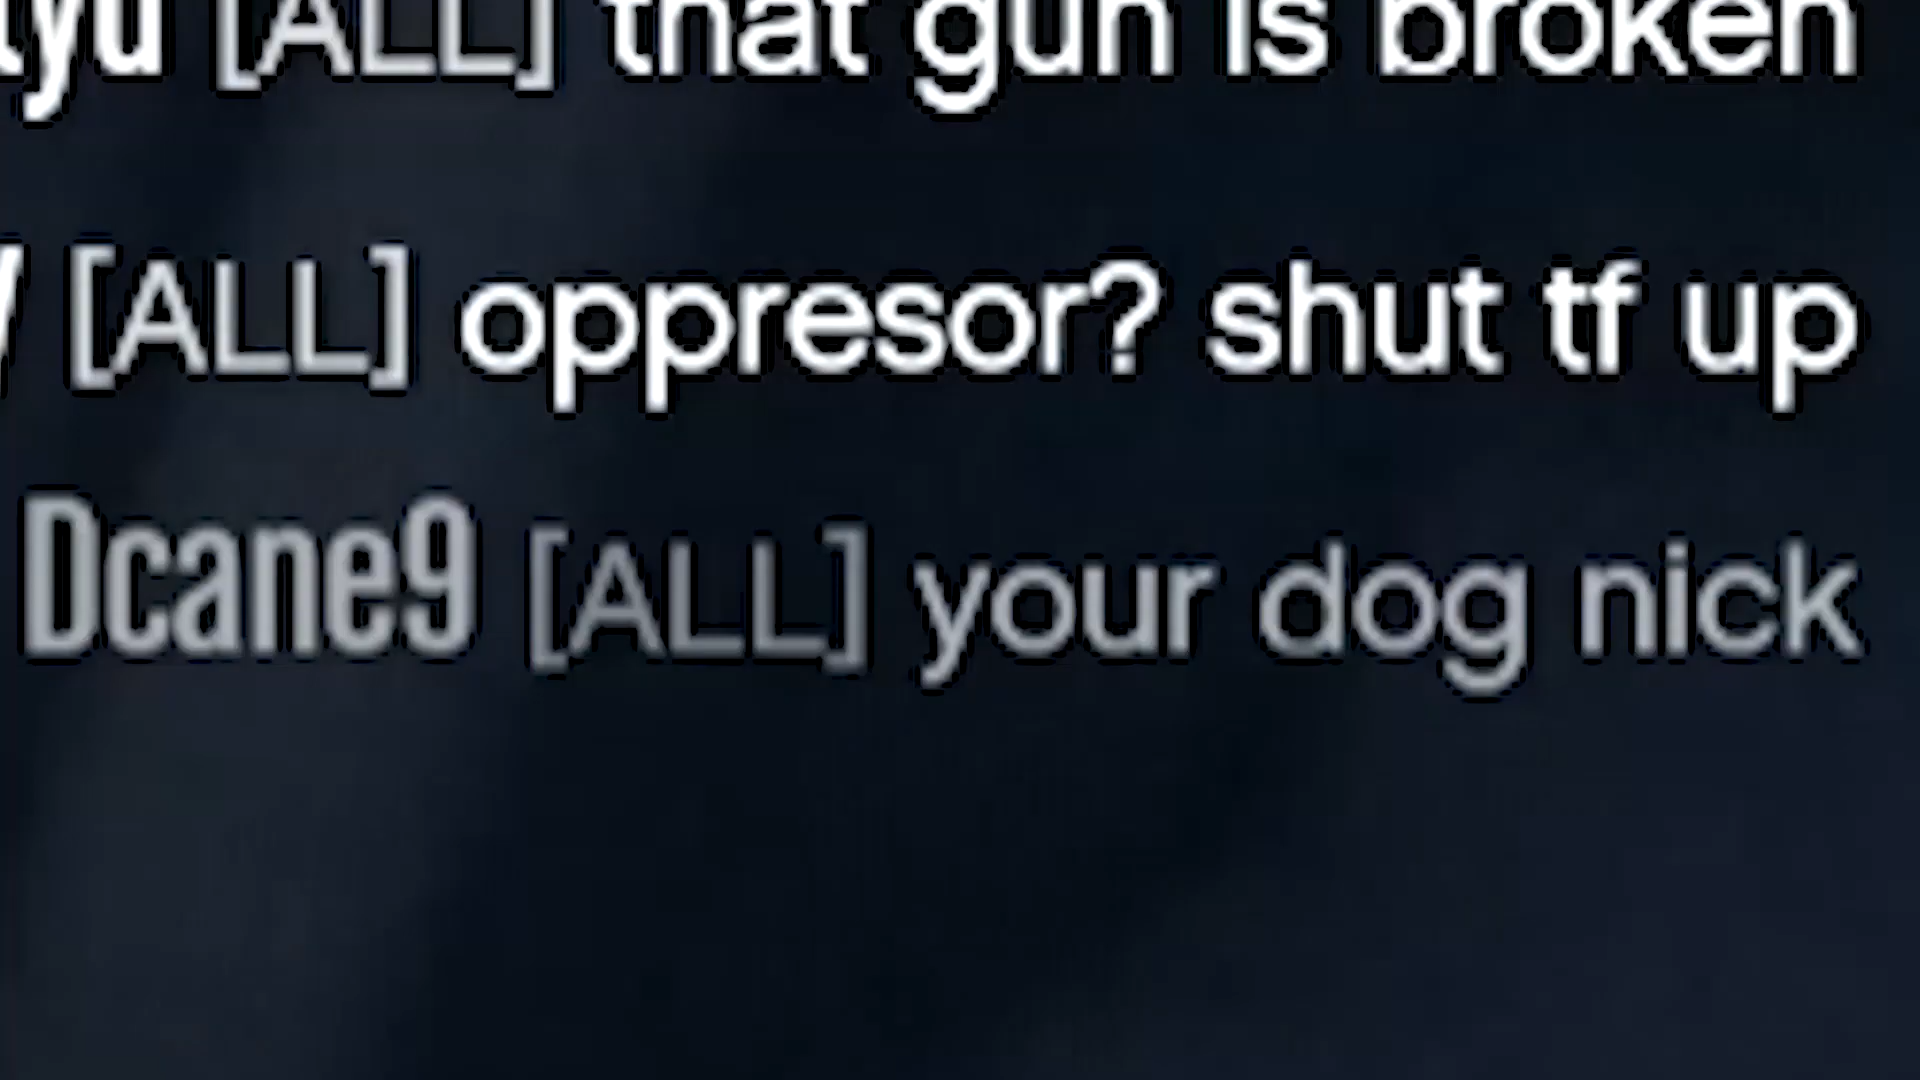 [ALL] that gun is broken
[ALL] oppresor? shut tf up
Dcane9 [ALL] your dog nick